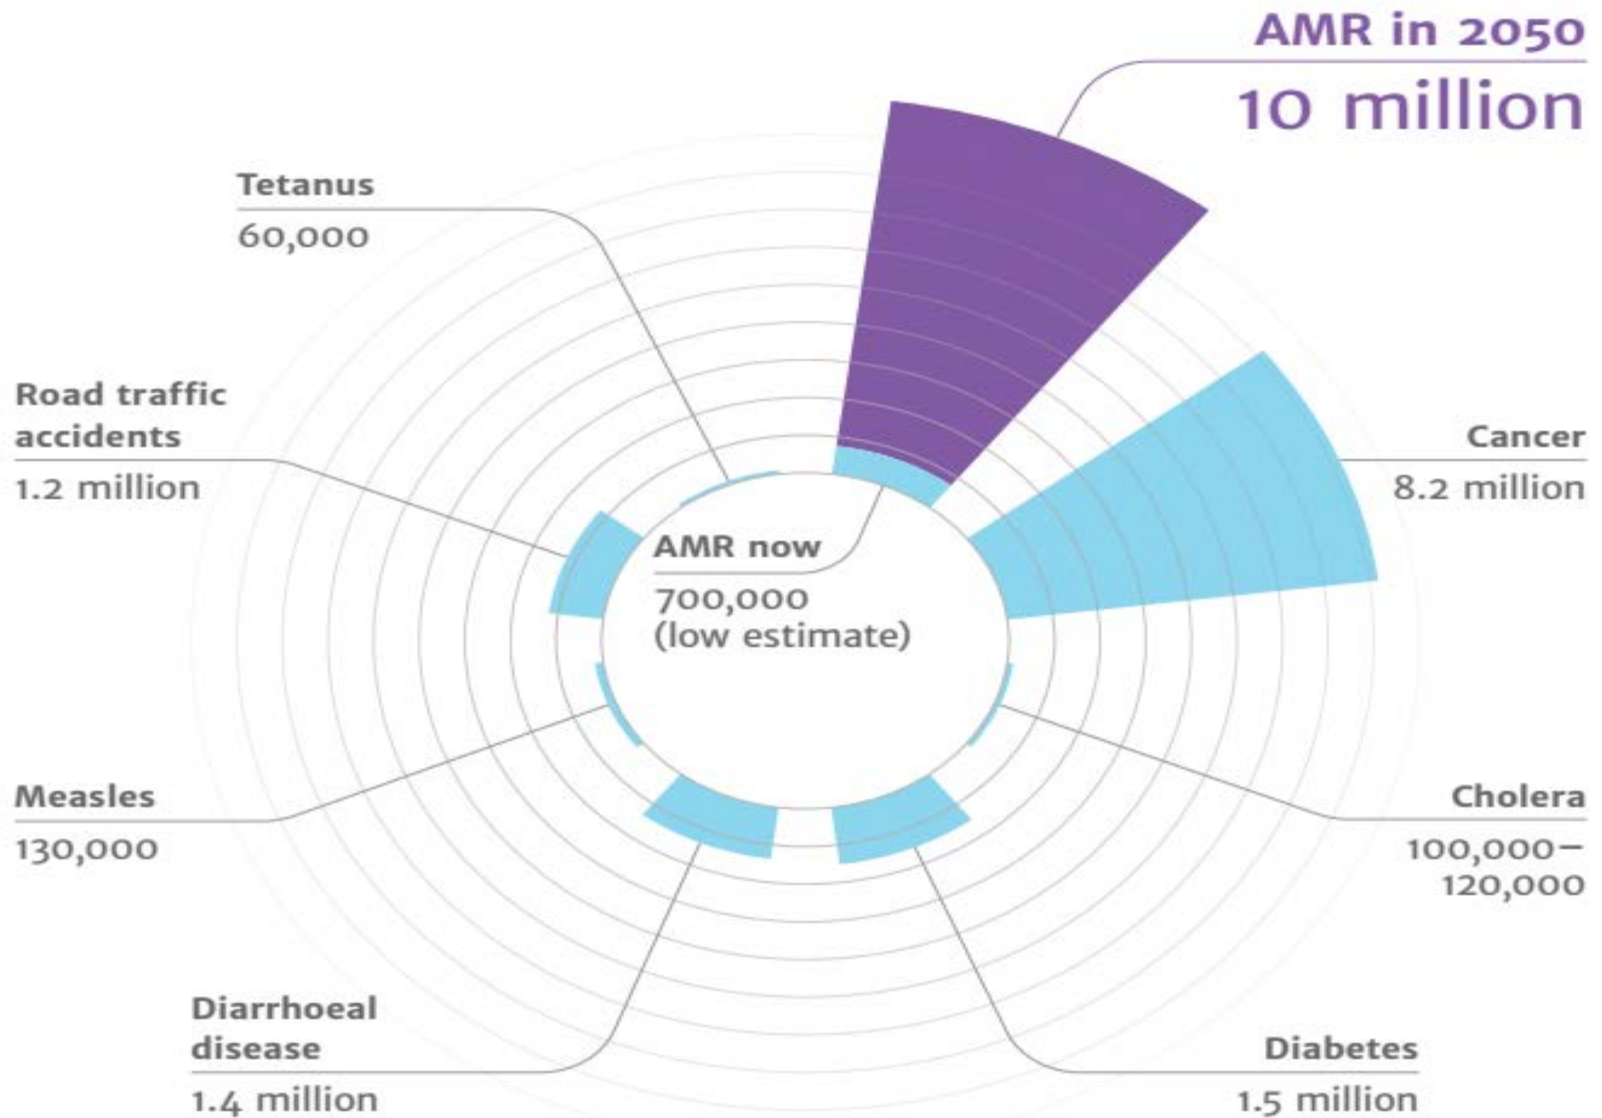 AMR in 2050
10 million
Tetanus
60,000
Road traffic
accidents
1.2 million
Cancer
8.2 million
AMR now
700,000
(low estimate)
Measles
130,000
Cholera
100,000–
120,000
Diarrhoeal
disease
1.4 million
Diabetes
1.5 million